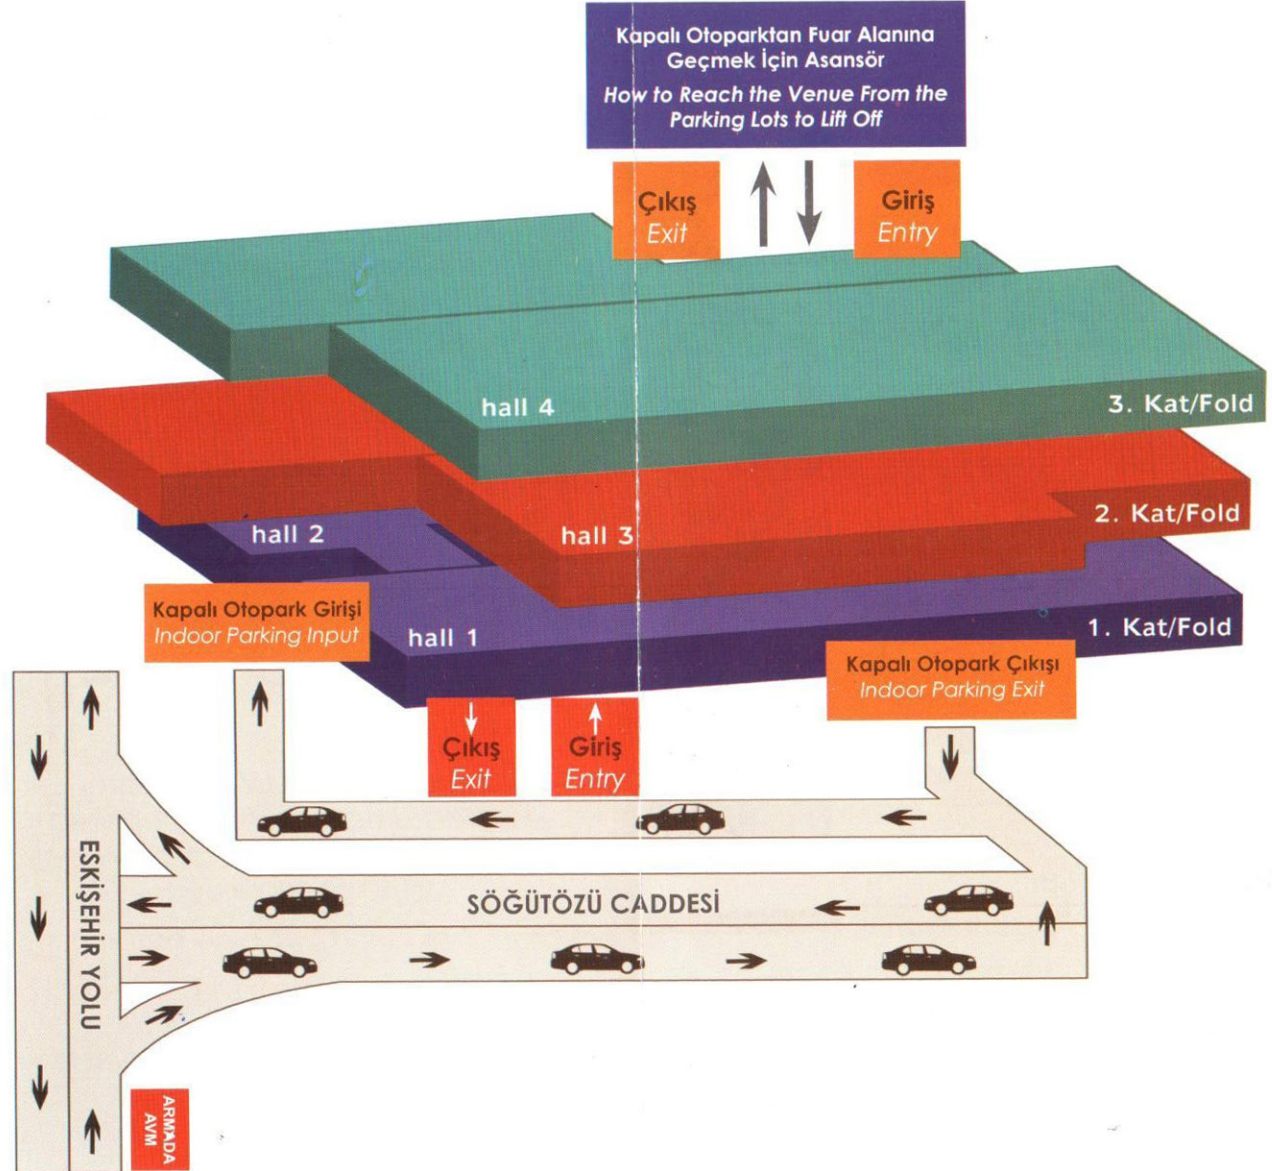 Kapalı Otoparktan Fuar Alanına
Geçmek İçin Asansör
How to Reach the Venue From the
Parking Lots to Lift Off
Çıkış
Exit
Giriş
Entry
hall 4
3. Kat/Fold
hall 2
hall 3
2. Kat/Fold
Kapalı Otopark Girişi
Indoor Parking Input
hall 1
1. Kat/Fold
Kapalı Otopark Çıkışı
Indoor Parking Exit
Çıkış
Exit
Giriş
Entry
ESKİŞEHİR YOLU
SÖĞÜTÖZÜ CADDESİ
ARMADA
AVM